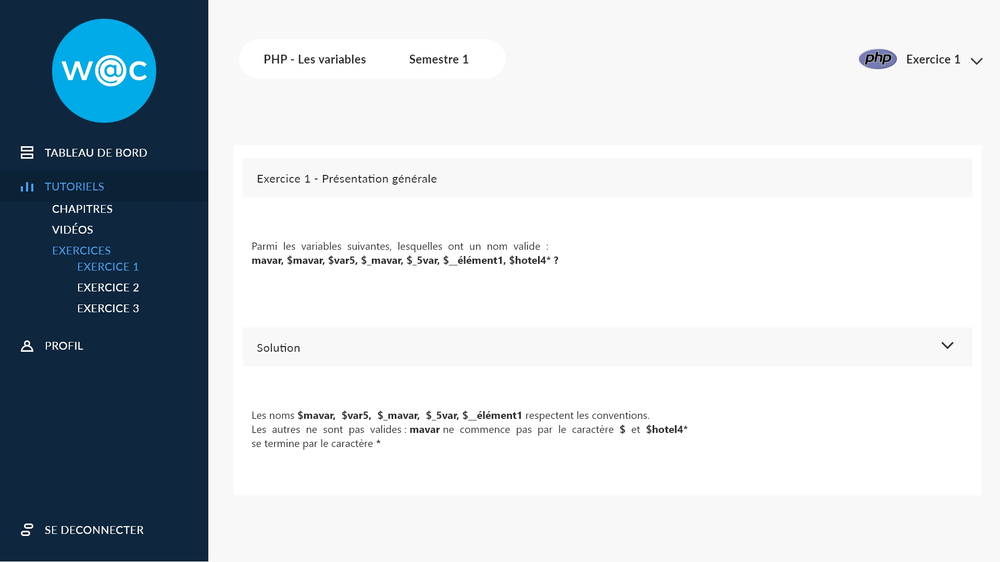 W@C
TABLEAU DE BORD
TUTORIELS
CHAPITRES
VIDÉOS
EXERCICES
EXERCICE 1
EXERCICE 2
EXERCICE 3
PROFIL
SE DECONNECTER
PHP - Les variables Semestre 1
php Exercice 1
Exercice 1 - Présentation générale
Parmi les variables suivantes, lesquelles ont un nom valide :
mavar, $mavar, $var5, $_mavar, $_5var, $__élément1, $hotel4* ?
Solution
Les noms $mavar, $var5, $_mavar, $_5var, $__élément1 respectent les conventions.
Les autres ne sont pas valides : mavar ne commence pas par le caractère $ et $hotel4*
se termine par le caractère *